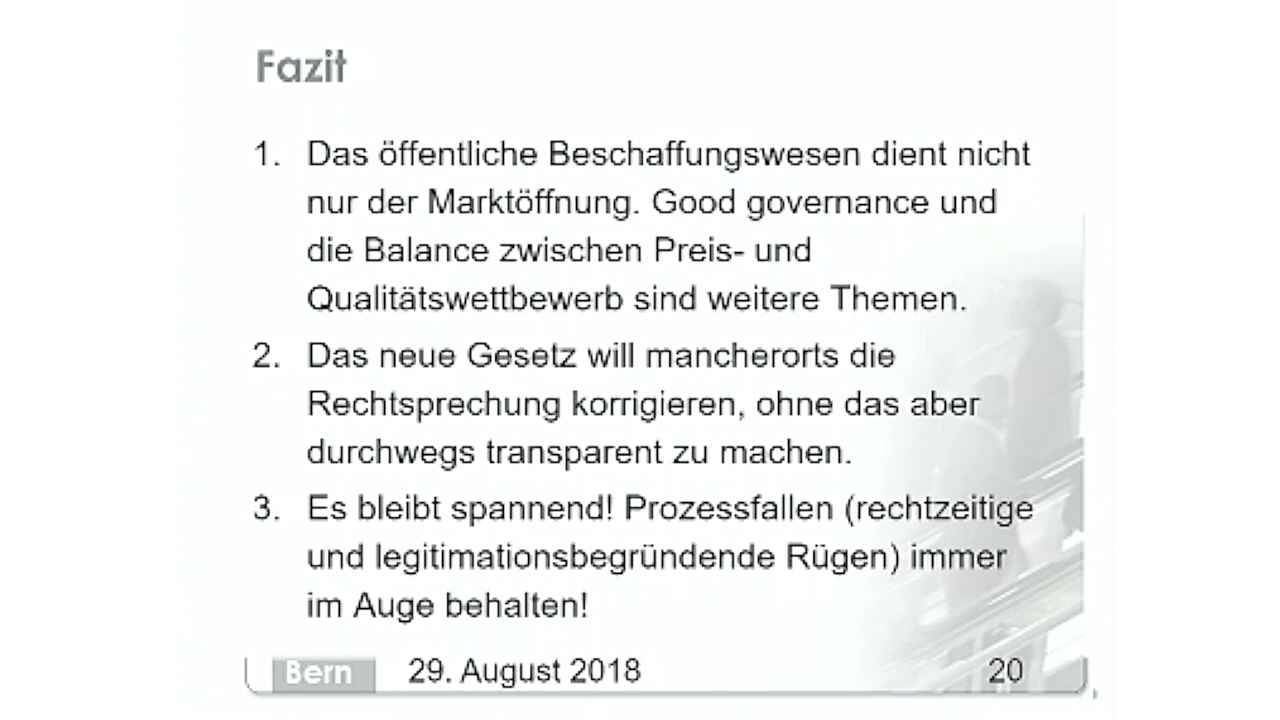 Fazit
1. Das öffentliche Beschaffungswesen dient nicht
nur der Marktöffnung. Good governance und
die Balance zwischen Preis- und
Qualitätswettbewerb sind weitere Themen.
2. Das neue Gesetz will mancherorts die
Rechtsprechung korrigieren, ohne das aber
durchwegs transparent zu machen.
3. Es bleibt spannend! Prozessfallen (rechtzeitige
und legitimationsbegründende Rügen) immer
im Auge behalten!
Bern 29. August 2018 20